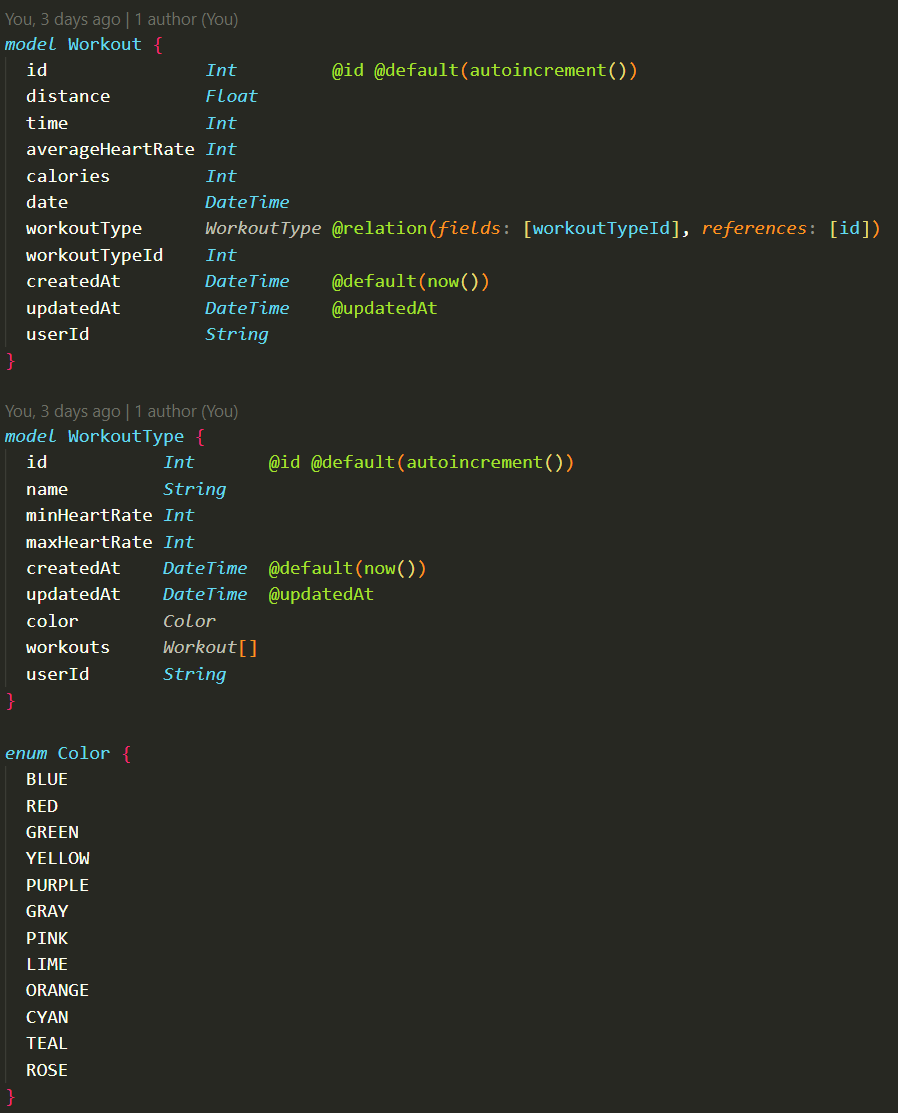 You, 3 days ago | 1 author (You)
model Workout {
  id               Int         @id @default(autoincrement())
  distance         Float
  time             Int
  averageHeartRate Int
  calories         Int
  date             DateTime
  workoutType      WorkoutType @relation(fields: [workoutTypeId], references: [id])
  workoutTypeId    Int
  createdAt        DateTime    @default(now())
  updatedAt        DateTime    @updatedAt
  userId           String
}

You, 3 days ago | 1 author (You)
model WorkoutType {
  id           Int       @id @default(autoincrement())
  name         String
  minHeartRate Int
  maxHeartRate Int
  createdAt    DateTime  @default(now())
  updatedAt    DateTime  @updatedAt
  color        Color
  workouts     Workout[]
  userId       String
}

enum Color {
  BLUE
  RED
  GREEN
  YELLOW
  PURPLE
  GRAY
  PINK
  LIME
  ORANGE
  CYAN
  TEAL
  ROSE
}